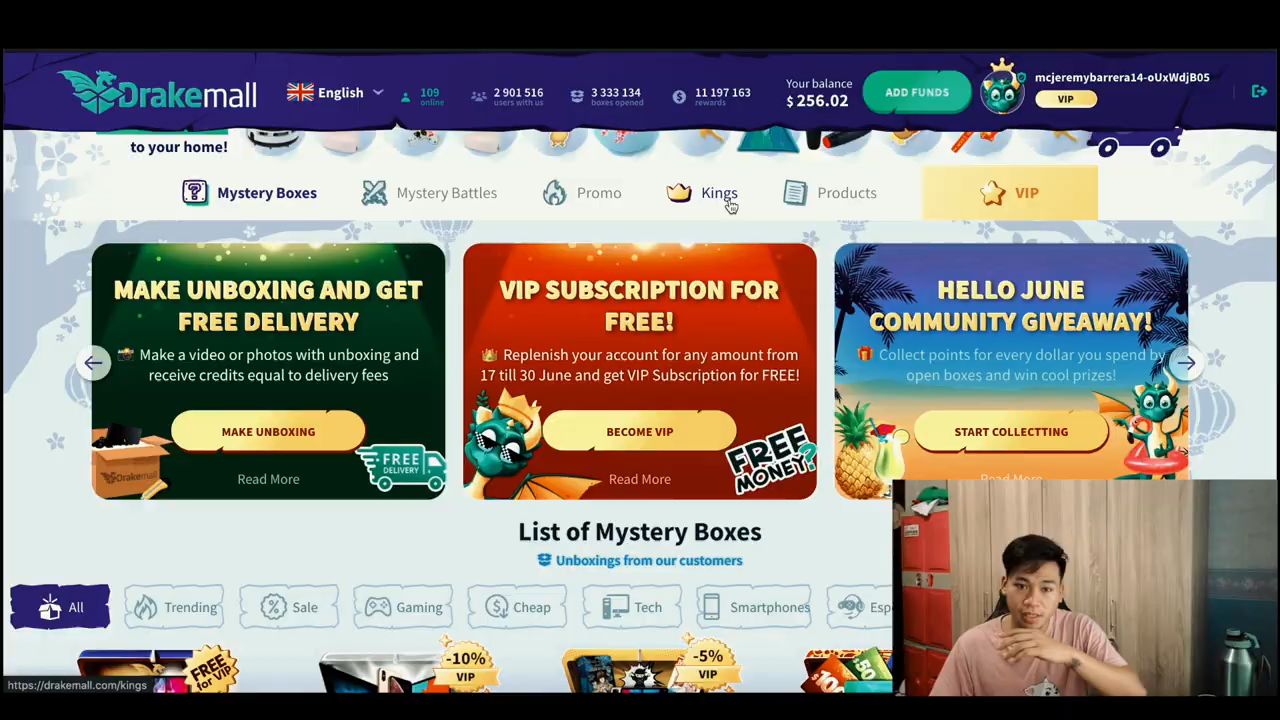 Drakemall
English
109
online
2 901 516
users with us
3 333 134
boxes opened
11 197 163
rewards
Your balance
$ 256.02
ADD FUNDS
mcjeremybarrera14-oUxWdjB05
VIP
to your home!
Mystery Boxes
Mystery Battles
Promo
Kings
Products
VIP
MAKE UNBOXING AND GET
FREE DELIVERY
Make a video or photos with unboxing and
receive credits equal to delivery fees
MAKE UNBOXING
Drakemall
FREE
DELIVERY
Read More
VIP SUBSCRIPTION FOR
FREE!
Replenish your account for any amount from
17 till 30 June and get VIP Subscription for FREE!
BECOME VIP
FREE
MONEY?
Read More
HELLO JUNE
COMMUNITY GIVEAWAY!
Collect points for every dollar you spend by
open boxes and win cool prizes!
START COLLECTTING
Read More
List of Mystery Boxes
Unboxings from our customers
All
Trending
Sale
Gaming
Cheap
Tech
Smartphones
Esp
FREE
for VIP
-10%
VIP
-5%
VIP
https://drakemall.com/kings